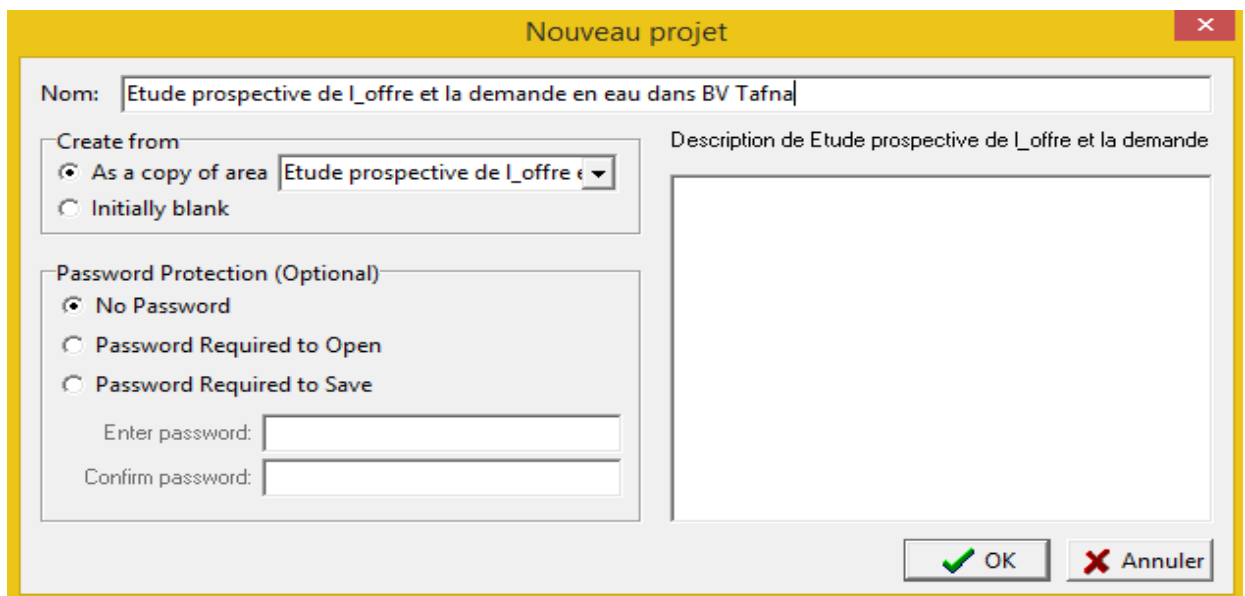 Nouveau projet
Nom: Etude prospective de l_offre et la demande en eau dans BV Tafna
Create from
As a copy of area Etude prospective de l_offre e
Initially blank
Password Protection (Optional)
No Password
Password Required to Open
Password Required to Save
Enter password:
Confirm password:
Description de Etude prospective de l_offre et la demande
OK
Annuler